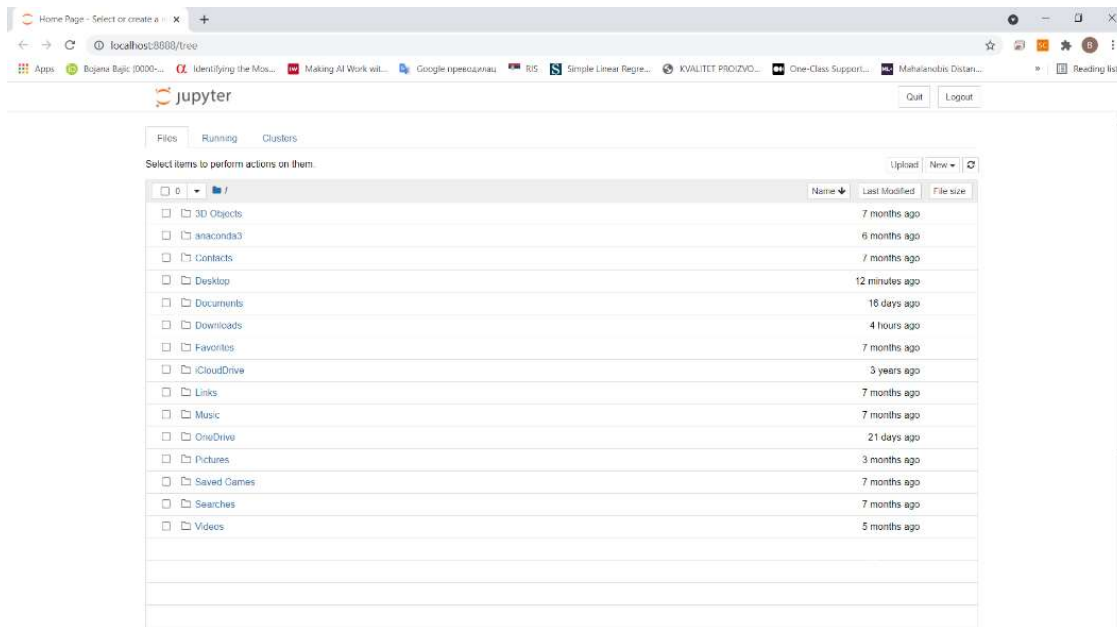 Home Page - Select or create a n
localhost:8888/tree
Apps Bojana Bajic (0000-... Identifying the Mos... Making AI Work wit... Google преводилац RIS Simple Linear Regre... KVALITET PROIZVO... One-Class Support... Mahalanobis Distan... » Reading list
SC B
jupyter Quit Logout
Files Running Clusters
Select items to perform actions on them. Upload New
0 / Name Last Modified File size
3D Objects 7 months ago
anaconda3 6 months ago
Contacts 7 months ago
Desktop 12 minutes ago
Documents 16 days ago
Downloads 4 hours ago
Favorites 7 months ago
iCloudDrive 3 years ago
Links 7 months ago
Music 7 months ago
OneDrive 21 days ago
Pictures 3 months ago
Saved Games 7 months ago
Searches 7 months ago
Videos 5 months ago